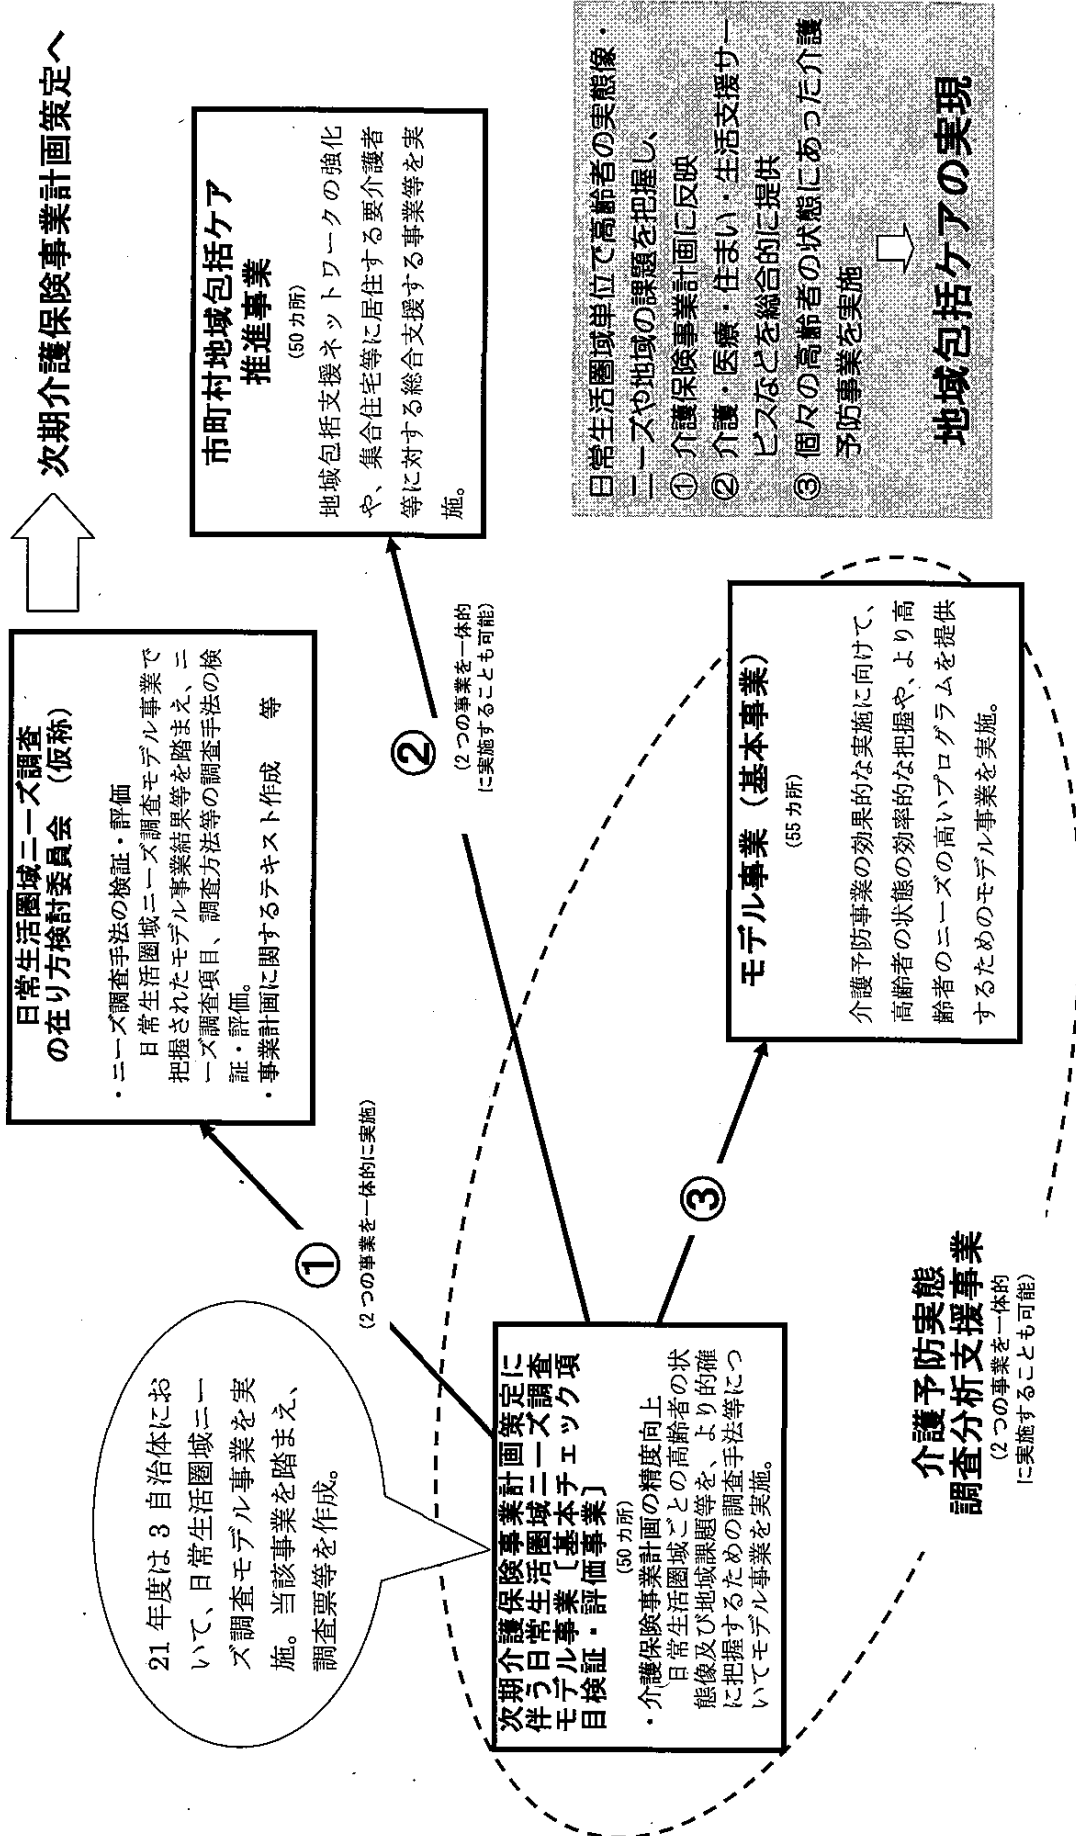 次期介護保険事業計画策定へ
日常生活圏域ニーズ調査
の在り方検討委員会（仮称）
・ニーズ調査手法の検証・評価
日常生活圏域ニーズ調査モデル事業で
把握されたモデル事業結果等を踏まえ、ニ
ーズ調査項目、調査方法等の調査手法の検
証・評価。
・事業計画に関するテキスト作成　等
21 年度は 3 自治体にお
いて、日常生活圏域ニー
ズ調査モデル事業を実
施。当該事業を踏まえ、
調査票等を作成。
①
(2 つの事業を一体的に実施)
市町村地域包括ケア
推進事業
(50 カ所)
地域包括支援ネットワークの強化
や、集合住宅等に居住する要介護者
等に対する総合支援する事業等を実
施。
②
(2 つの事業を一体的
に実施することも可能)
次期介護保険事業計画策定に
伴う日常生活圏域ニーズ調査
モデル事業〔基本チェック項
目検証・評価事業〕
(50 カ所)
・介護保険事業計画の精度向上
日常生活圏域ごとの高齢者の状
態像及び地域課題等を、より的確
に把握するための調査手法等につ
いてモデル事業を実施。
③
モデル事業（基本事業）
(55 カ所)
介護予防事業の効果的な実施に向けて、
高齢者の状態の効率的な把握や、より高
齢者のニーズの高いプログラムを提供
するためのモデル事業を実施。
介護予防実態
調査分析支援事業
(2 つの事業を一体的
に実施することも可能)
日常生活圏域単位で高齢者の実態像・
ニーズや地域の課題を把握し、
① 介護保険事業計画に反映
② 介護・医療・住まい・生活支援サー
ビスなどを総合的に提供
③ 個々の高齢者の状態にあった介護
予防事業を実施
地域包括ケアの実現